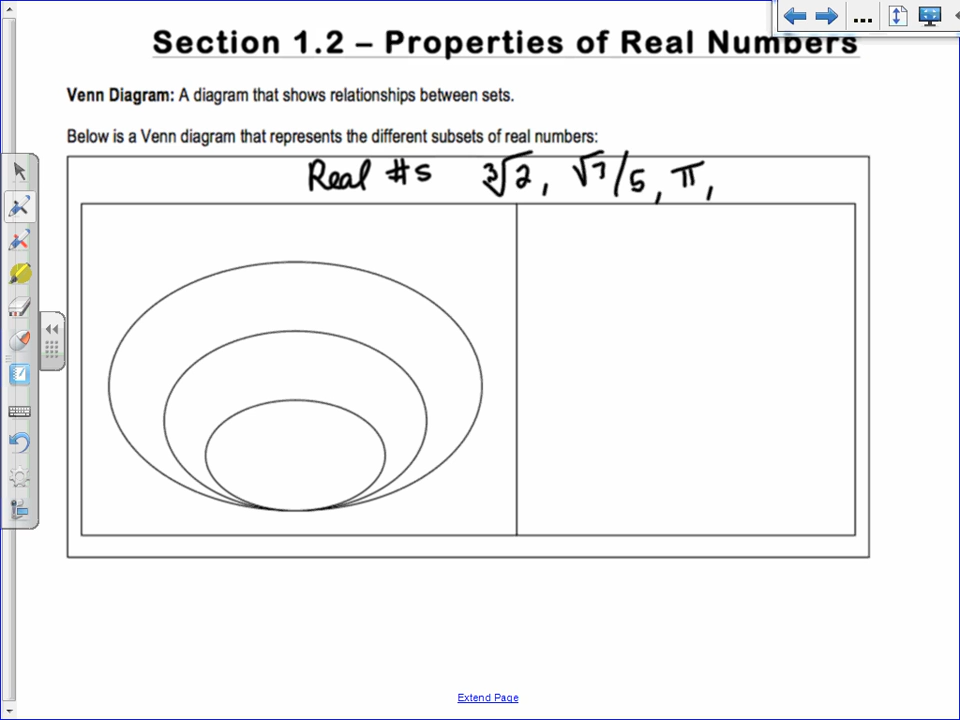 Section 1.2 – Properties of Real Numbers
Venn Diagram: A diagram that shows relationships between sets.
Below is a Venn diagram that represents the different subsets of real numbers:
Real #s ³√2, √7/5, π,
Extend Page